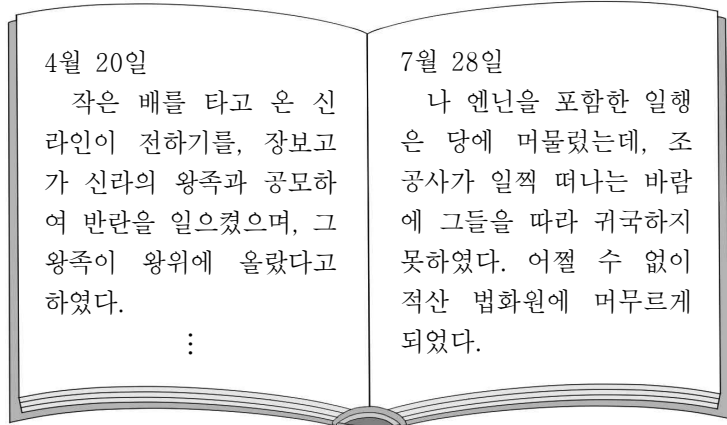 4월 20일
작은 배를 타고 온 신
라인이 전하기를, 장보고
가 신라의 왕족과 공모하
여 반란을 일으켰으며, 그
왕족이 왕위에 올랐다고
하였다.
⋮
7월 28일
나 엔닌을 포함한 일행
은 당에 머물렀는데, 조
공사가 일찍 떠나는 바람
에 그들을 따라 귀국하지
못하였다. 어쩔 수 없이
적산 법화원에 머무르게
되었다.